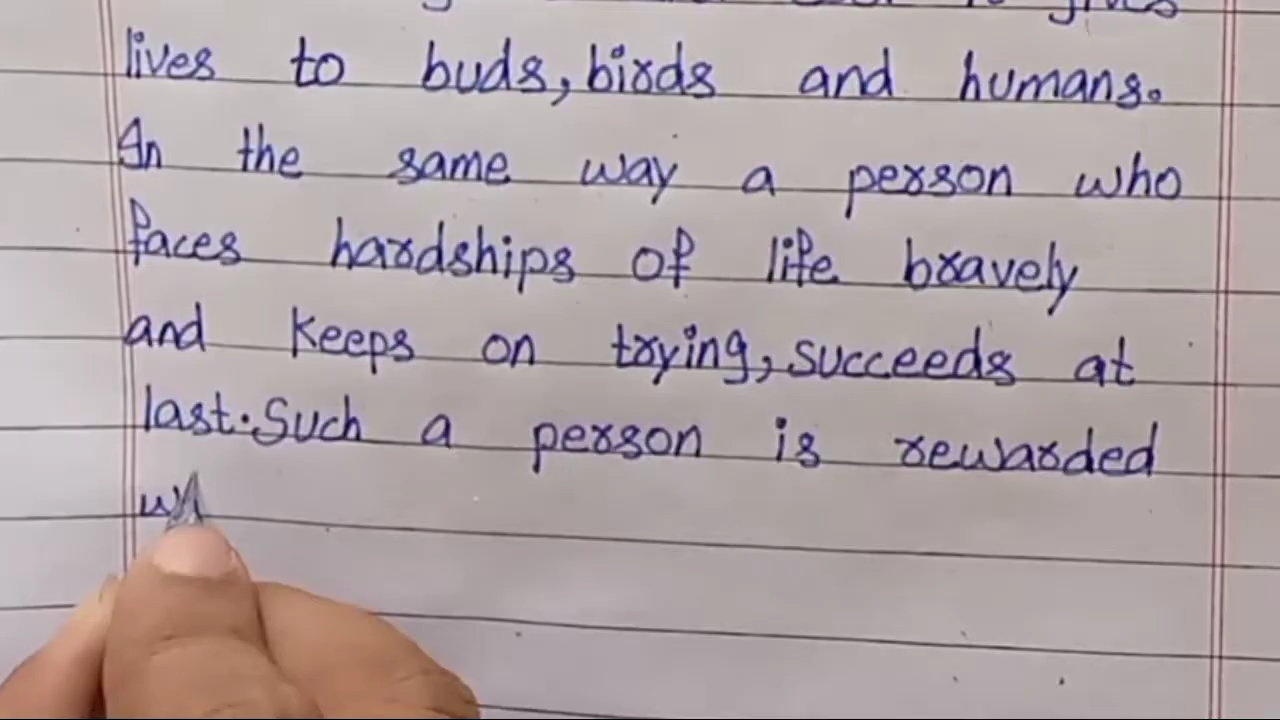 lives to buds, birds and humans.
In the same way a person who
faces hardships of life bravely
and keeps on trying, succeeds at
last. Such a person is rewarded